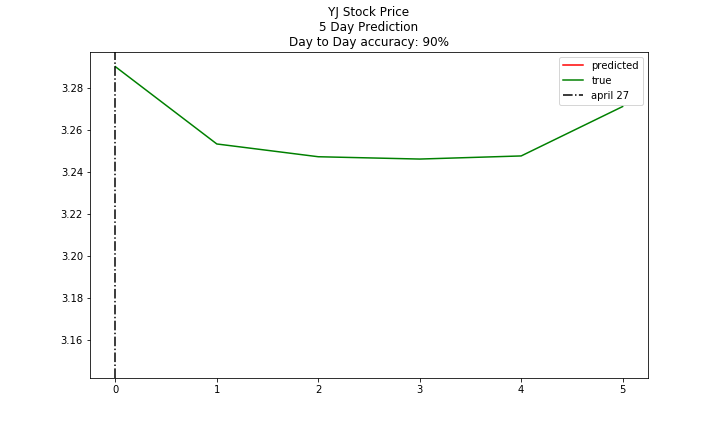 YJ Stock Price
5 Day Prediction
Day to Day accuracy: 90%
predicted
true
april 27
3.28
3.26
3.24
3.22
3.20
3.18
3.16
0 1 2 3 4 5